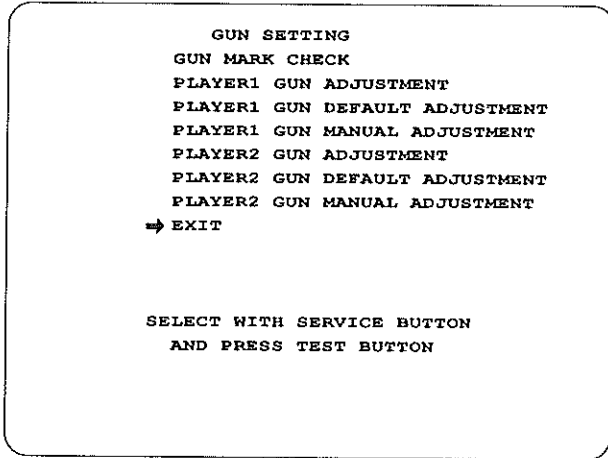 GUN SETTING
GUN MARK CHECK
PLAYER1 GUN ADJUSTMENT
PLAYER1 GUN DEFAULT ADJUSTMENT
PLAYER1 GUN MANUAL ADJUSTMENT
PLAYER2 GUN ADJUSTMENT
PLAYER2 GUN DEFAULT ADJUSTMENT
PLAYER2 GUN MANUAL ADJUSTMENT
➡ EXIT
SELECT WITH SERVICE BUTTON
AND PRESS TEST BUTTON